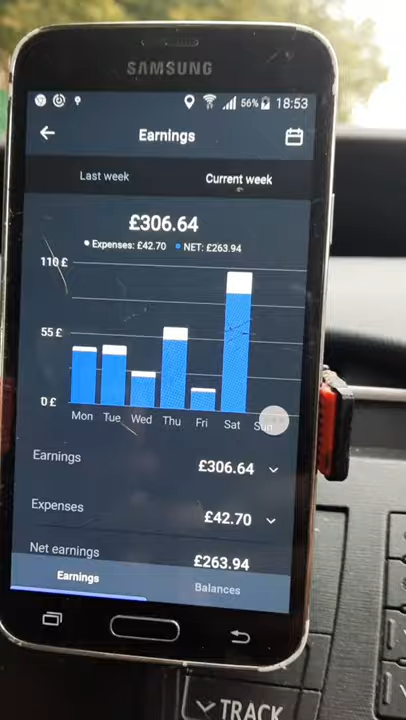 SAMSUNG
56% 18:53
Earnings
Last week Current week
£306.64
Expenses: £42.70 NET: £263.94
110 £
55 £
0 £
Mon Tue Wed Thu Fri Sat Sun
Earnings £306.64
Expenses £42.70
Net earnings £263.94
Earnings Balances
TRACK